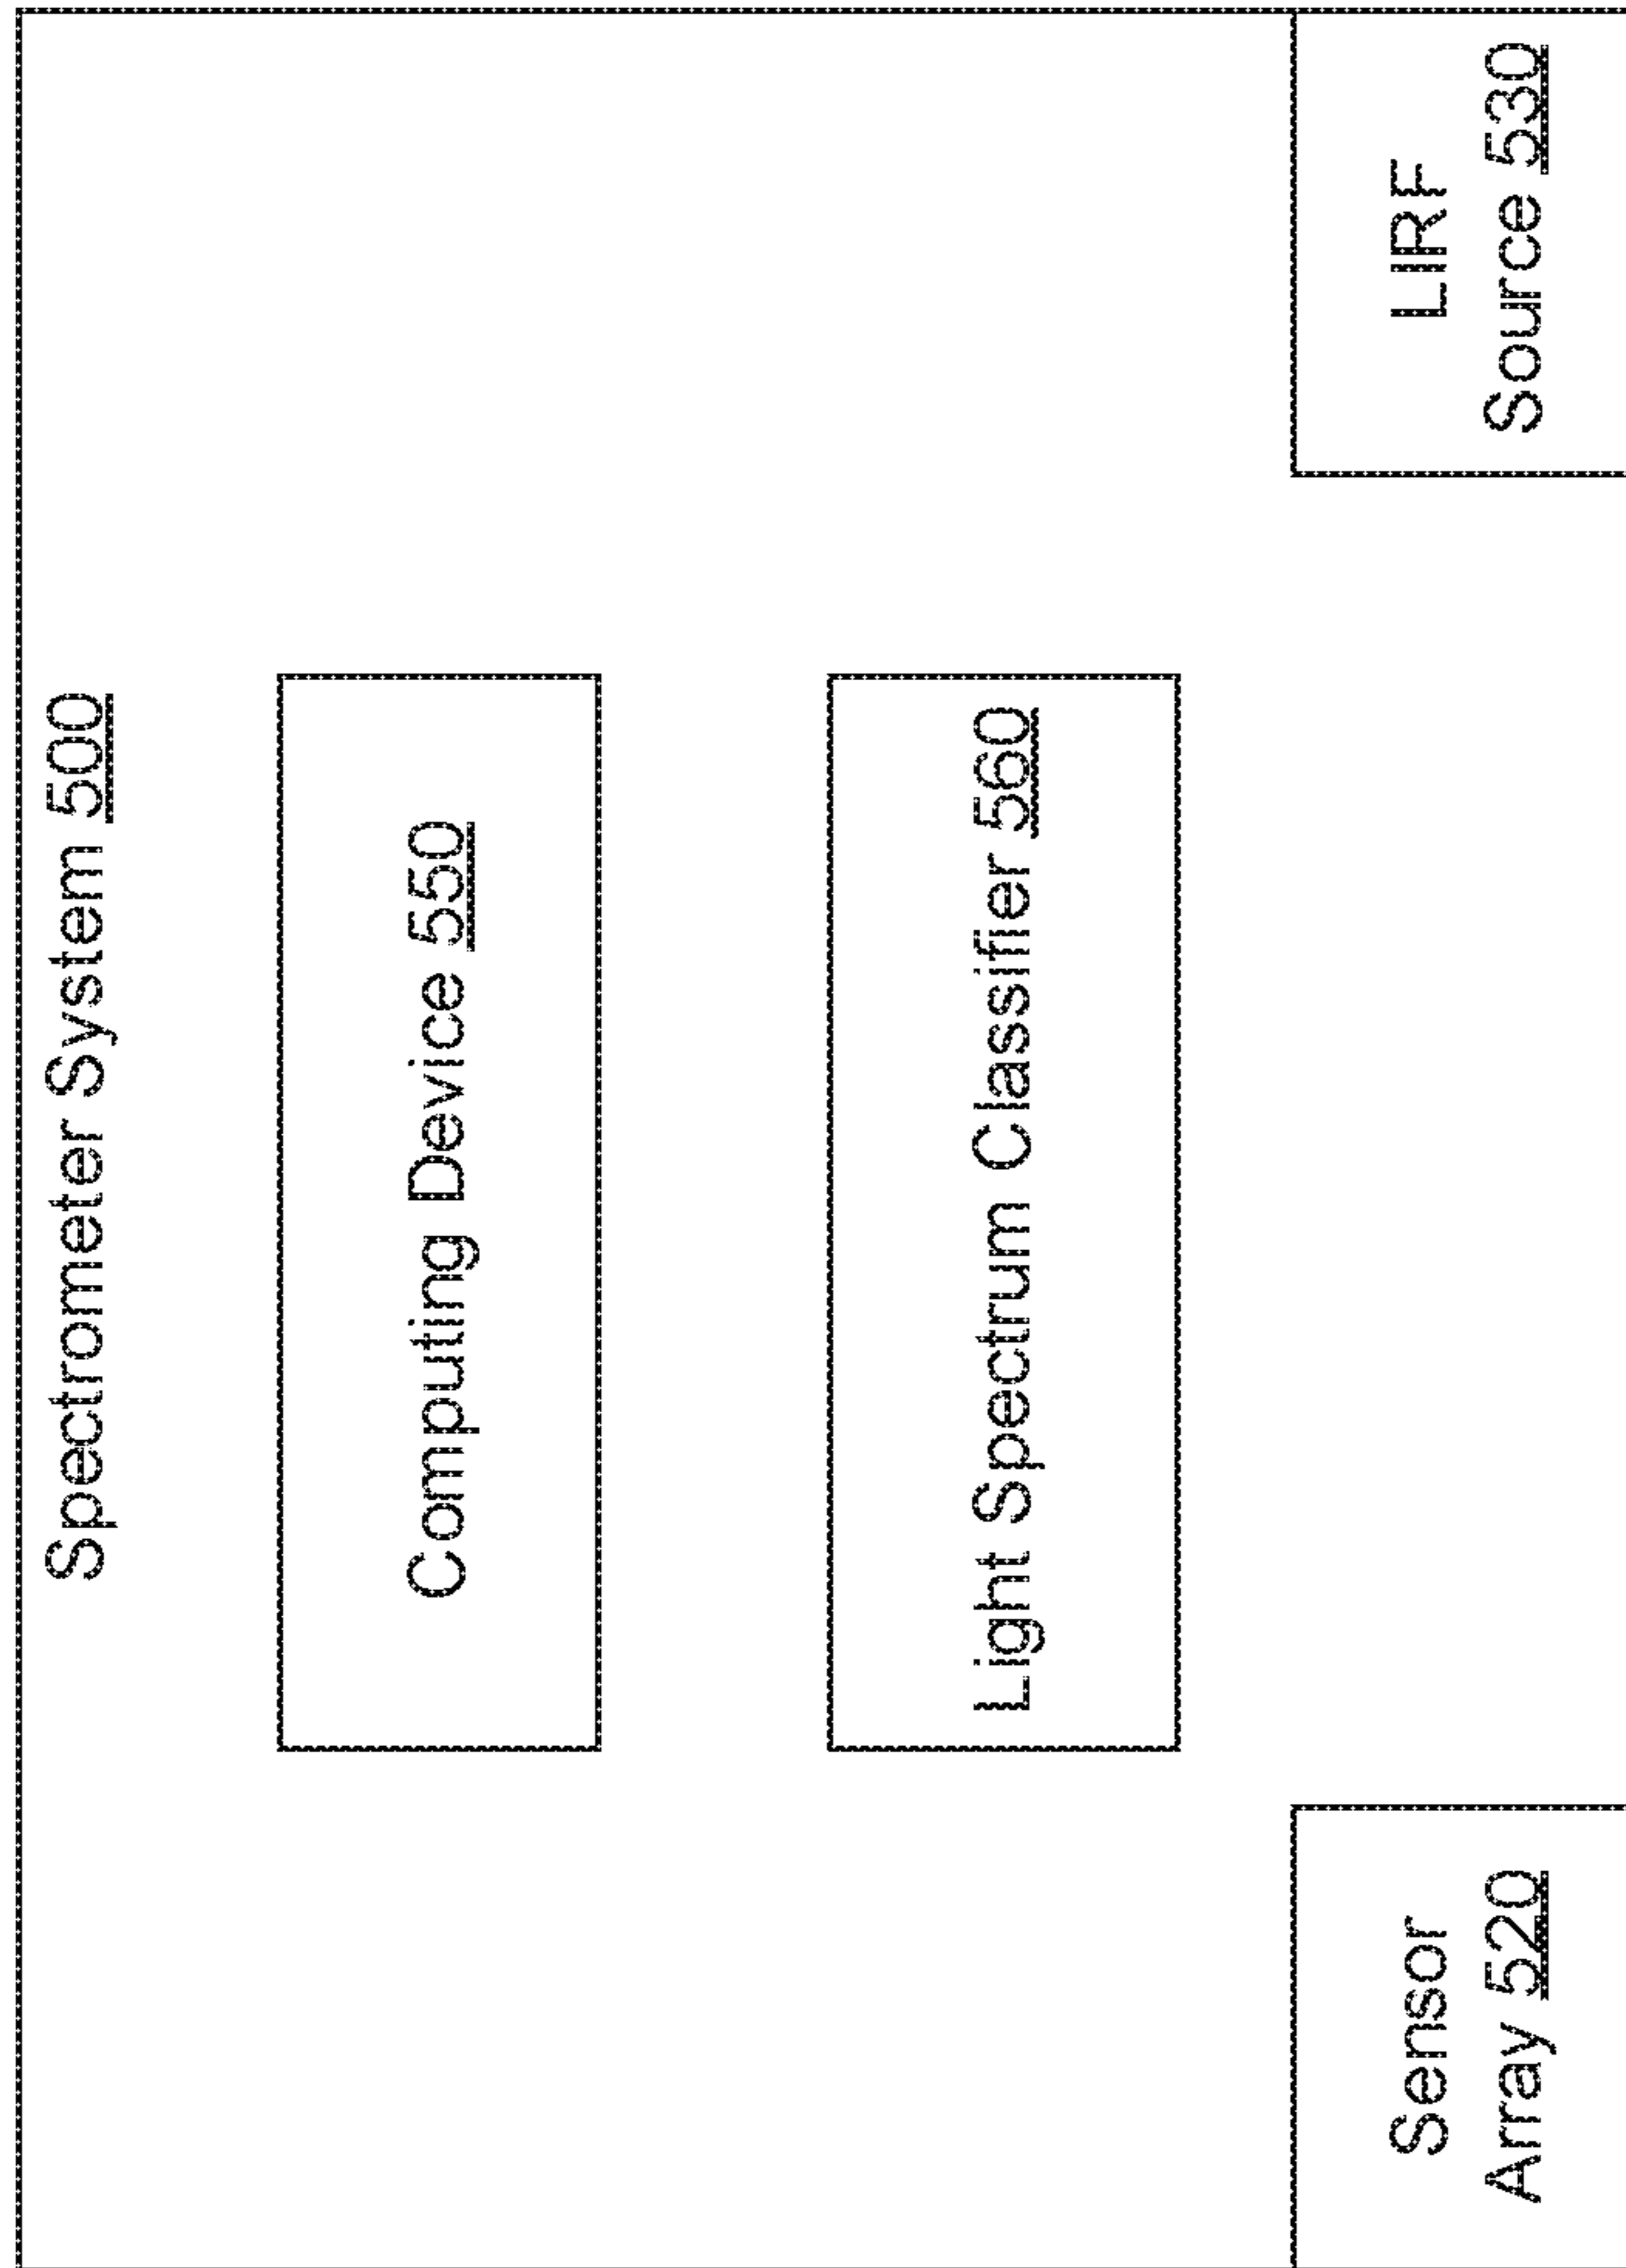 Spectrometer System 500
Computing Device 550
Light Spectrum Classifier 560
Sensor
Array 520
LIRF
Source 530